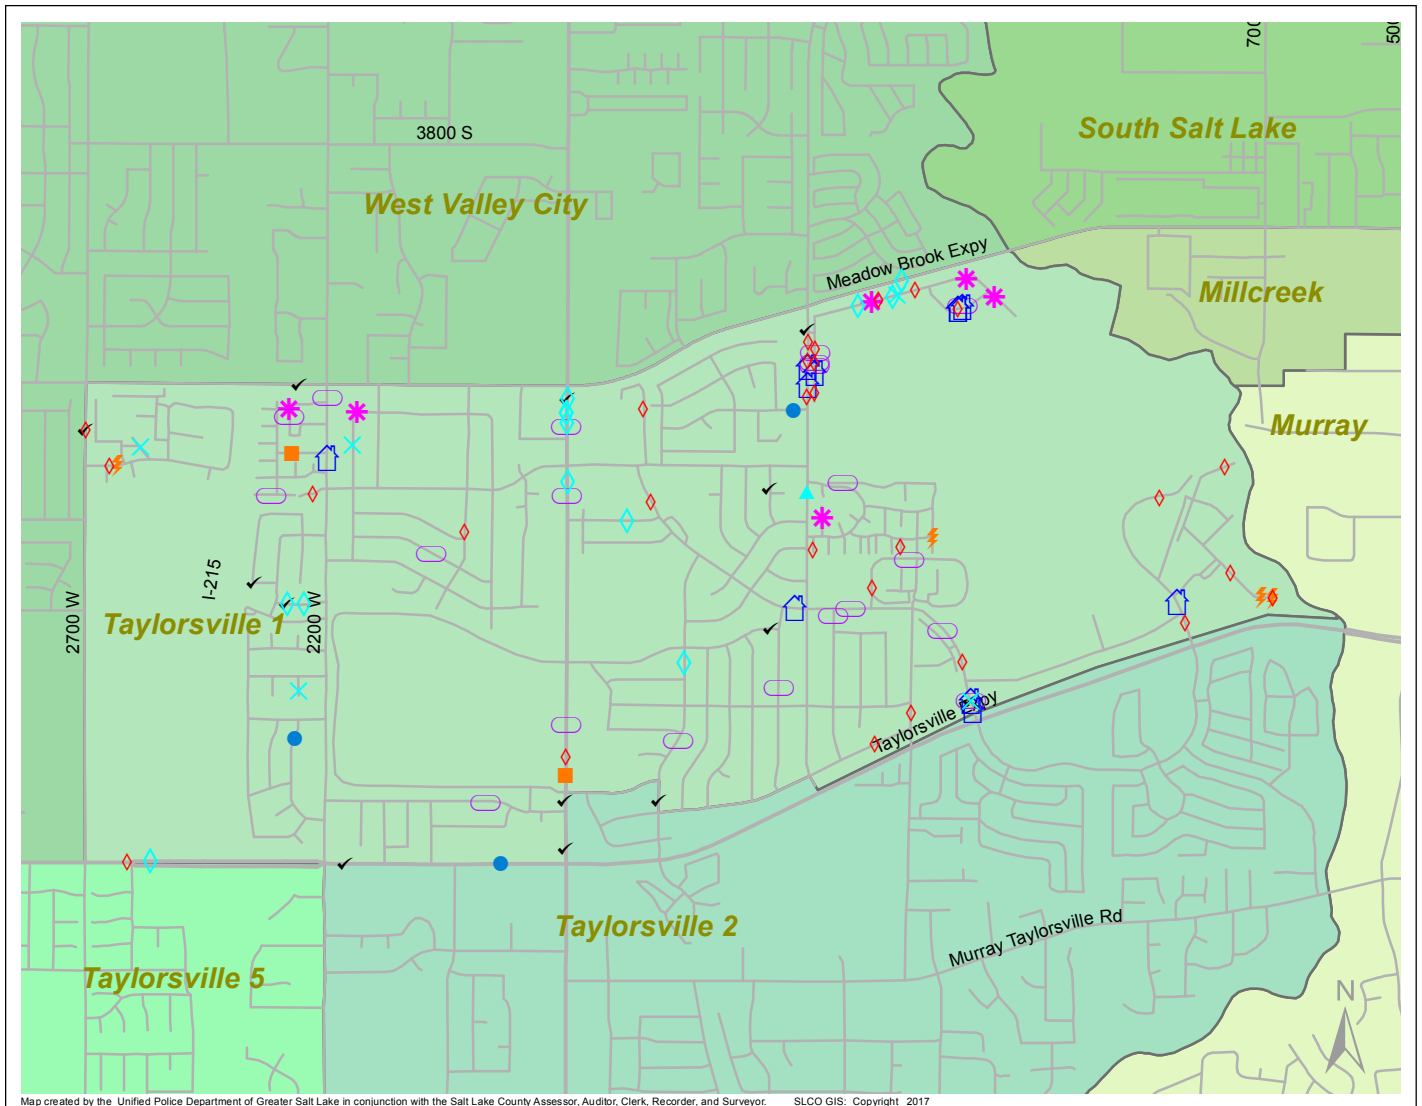 700
500
3800 S
South Salt Lake
West Valley City
Meadow Brook Expy
Millcreek
Murray
I-215
2700 W
2200 W
Taylorsville 1
Taylorsville Expy
Taylorsville 2
Murray Taylorsville Rd
Taylorsville 5
N
Map created by the Unified Police Department of Greater Salt Lake in conjunction with the Salt Lake County Assessor, Auditor, Clerk, Recorder, and Surveyor. SLCO GIS: Copyright 2017